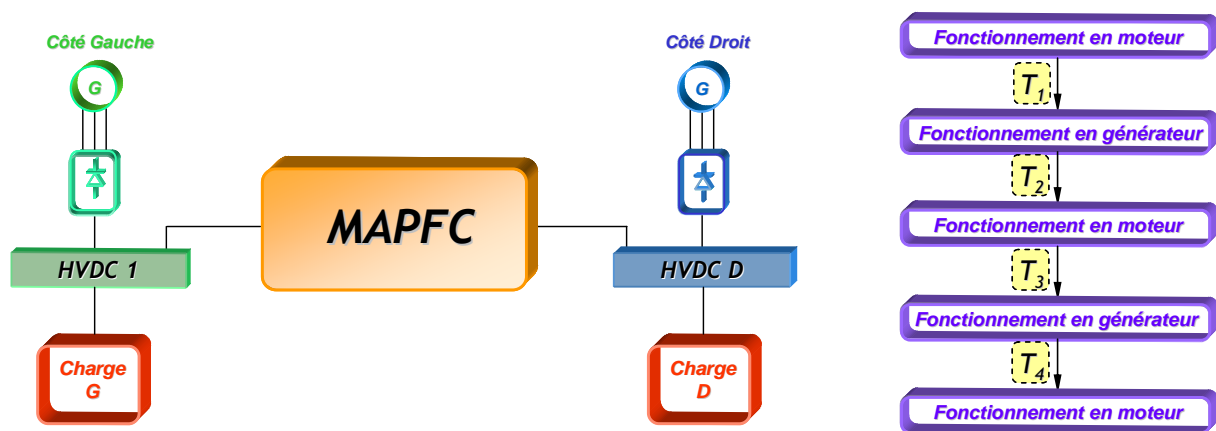 Côté Gauche
G
HVDC 1
Charge
G
MAPFC
Côté Droit
G
HVDC D
Charge
D
Fonctionnement en moteur
T1
Fonctionnement en générateur
T2
Fonctionnement en moteur
T3
Fonctionnement en générateur
T4
Fonctionnement en moteur